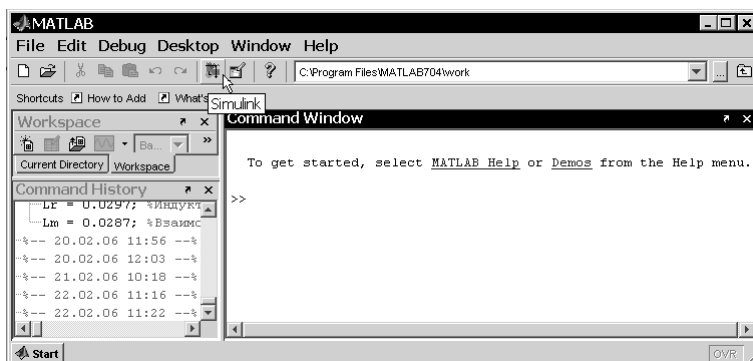 MATLAB
File Edit Debug Desktop Window Help
C:\Program Files\MATLAB704\work
Shortcuts How to Add What's
Simulink
Workspace
Ba...
Current Directory Workspace
Command History
Lr = 0.0297; %Индукт
Lm = 0.0287; %Взаимо
%-- 20.02.06 11:56 --%
%-- 20.02.06 12:03 --%
%-- 21.02.06 10:18 --%
%-- 22.02.06 11:16 --%
%-- 22.02.06 11:22 --%
Command Window
To get started, select MATLAB Help or Demos from the Help menu.
>>
Start
OVR